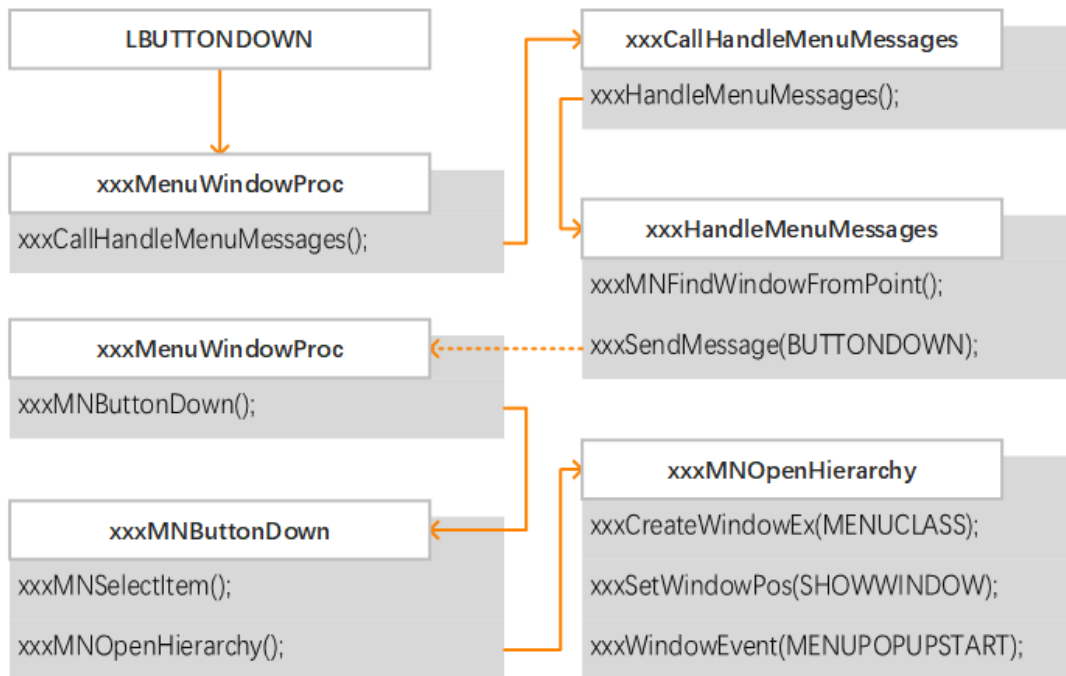 LBUTTONDOWN
xxxMenuWindowProc
xxxCallHandleMenuMessages();
xxxCallHandleMenuMessages
xxxHandleMenuMessages();
xxxHandleMenuMessages
xxxMNFindWindowFromPoint();
xxxSendMessage(BUTTONDOWN);
xxxMenuWindowProc
xxxMNButtonDown();
xxxMNButtonDown
xxxMNSelectItem();
xxxMNOpenHierarchy();
xxxMNOpenHierarchy
xxxCreateWindowEx(MENUCLASS);
xxxSetWindowPos(SHOWWINDOW);
xxxWindowEvent(MENUPOPUPSTART);